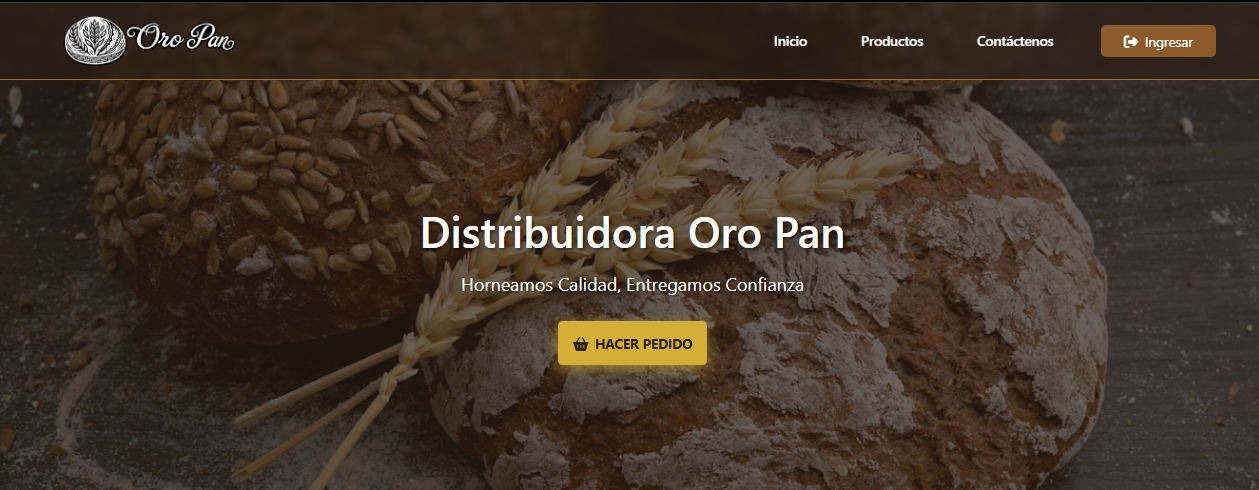 Oro Pan
Inicio
Productos
Contáctenos
Ingresar
Distribuidora Oro Pan
Horneamos Calidad, Entregamos Confianza
HACER PEDIDO